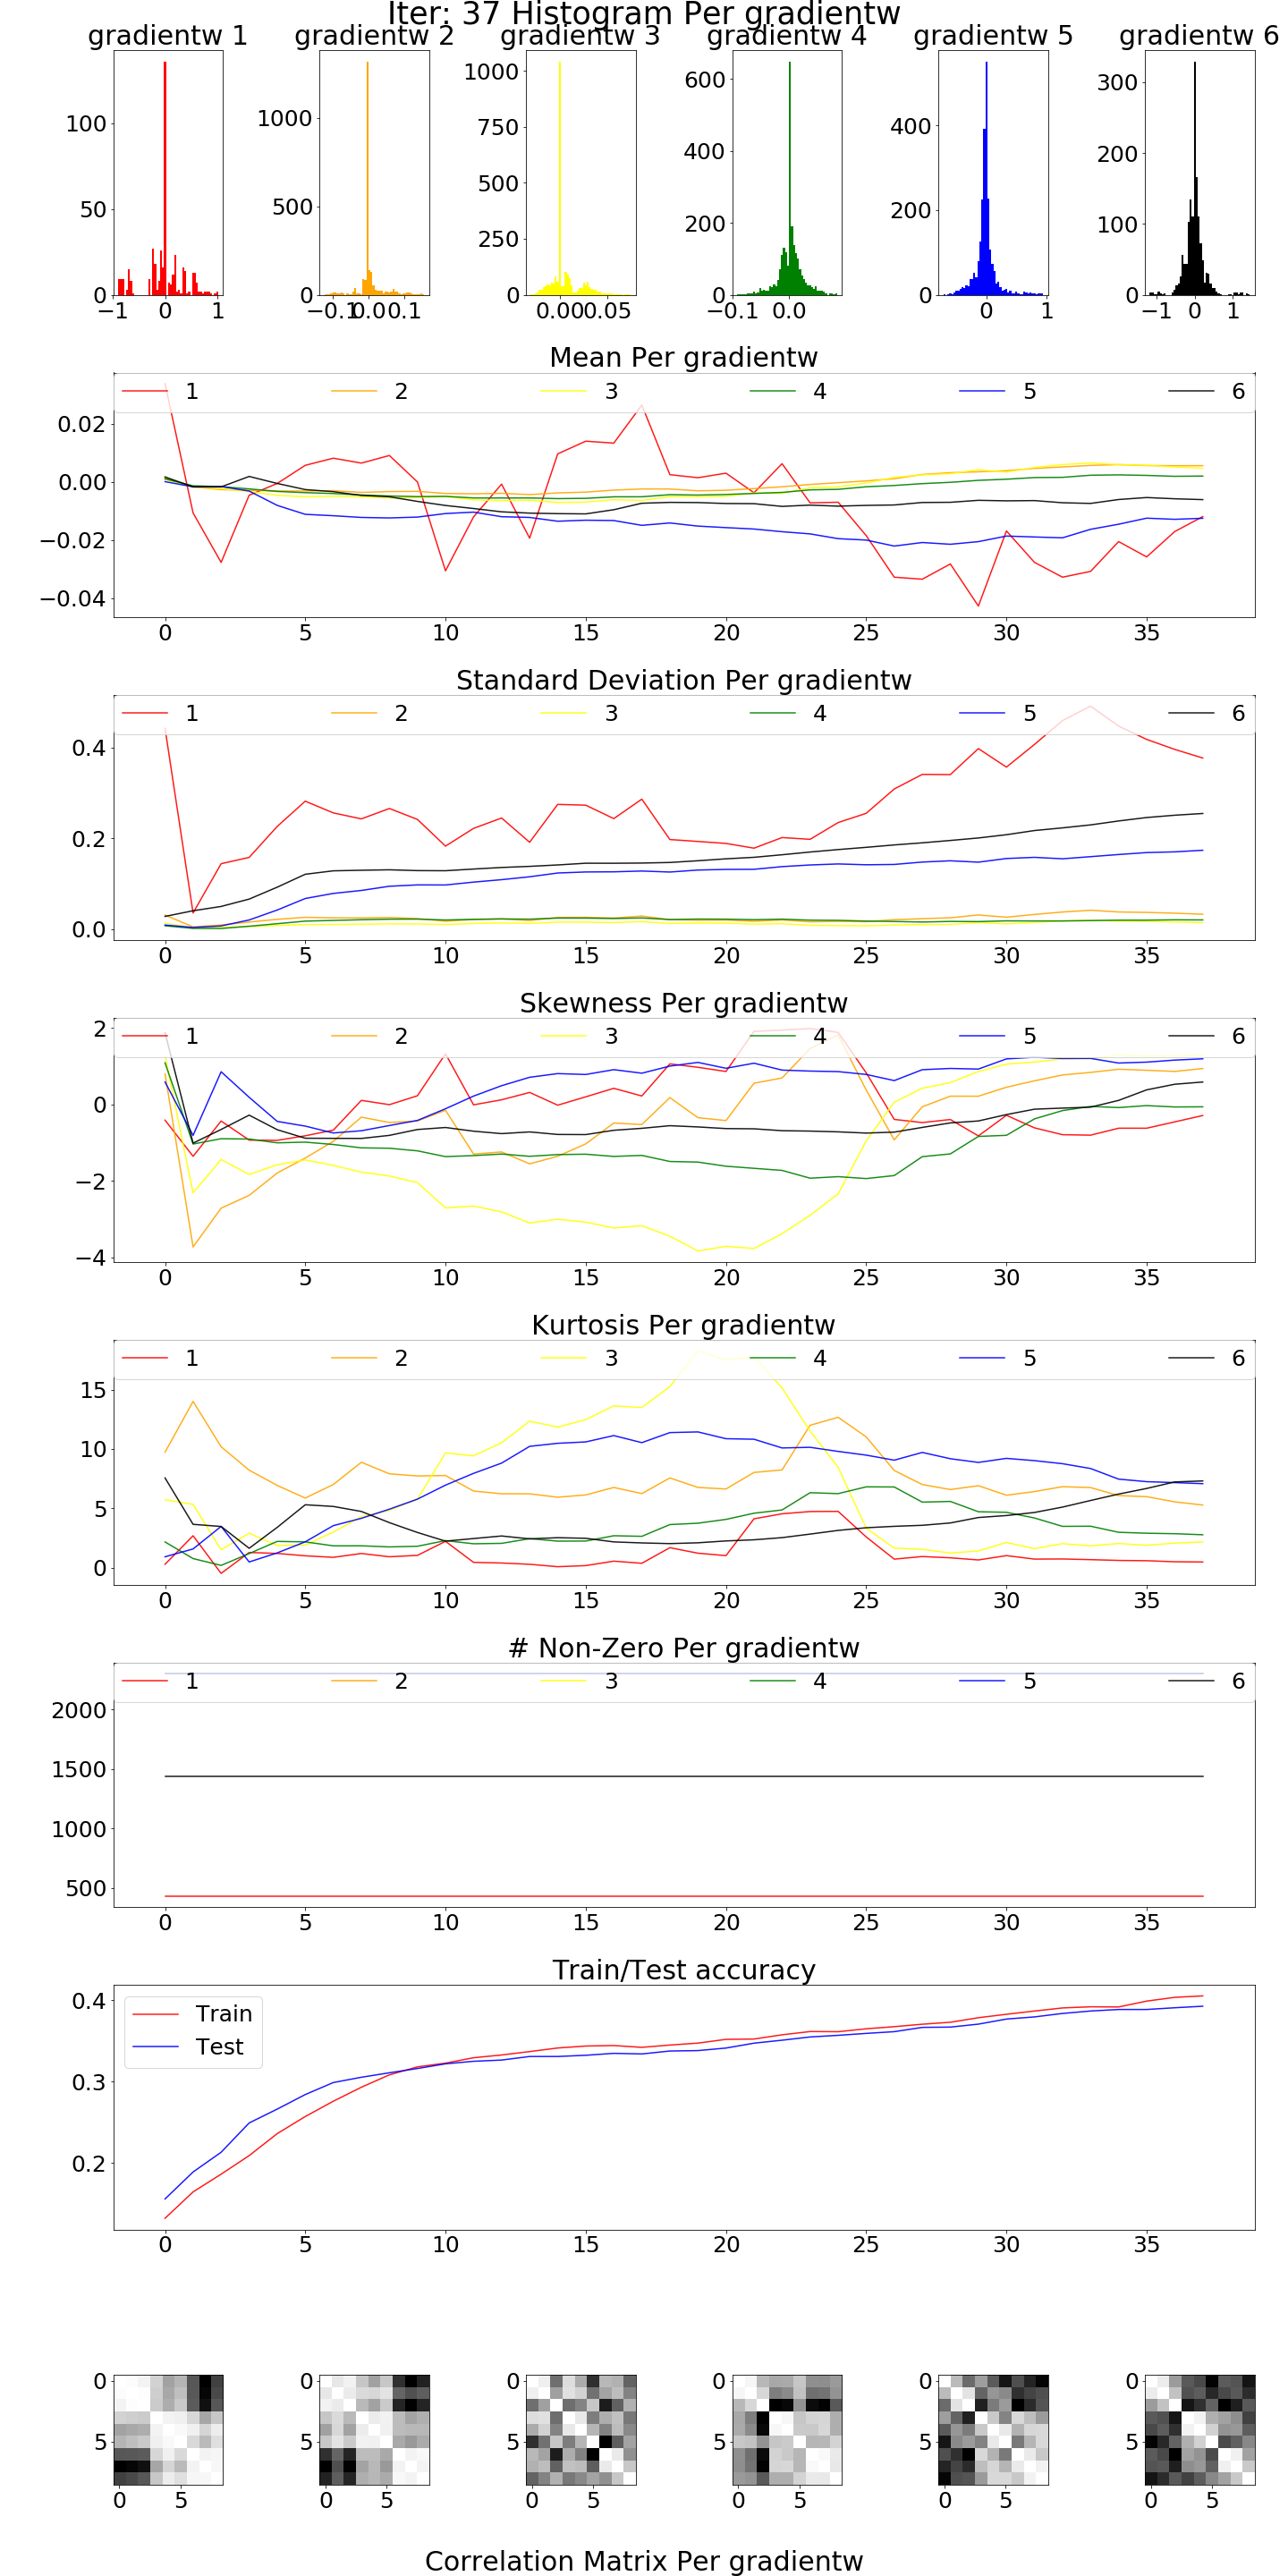 Iter: 37 Histogram Per gradientw
gradientw 1 gradientw 2 gradientw 3 gradientw 4 gradientw 5 gradientw 6
100
50
0
−1 0 1
1000
500
0
−0.1 0.0 0.1
1000
750
500
250
0
0.00 0.05
600
400
200
0
−0.1 0.0
400
200
0
0 1
300
200
100
0
−1 0 1
Mean Per gradientw
1 2 3 4 5 6
0.02
0.00
−0.02
−0.04
0 5 10 15 20 25 30 35
Standard Deviation Per gradientw
1 2 3 4 5 6
0.4
0.2
0.0
0 5 10 15 20 25 30 35
Skewness Per gradientw
1 2 3 4 5 6
2
0
−2
−4
0 5 10 15 20 25 30 35
Kurtosis Per gradientw
1 2 3 4 5 6
15
10
5
0
0 5 10 15 20 25 30 35
# Non-Zero Per gradientw
1 2 3 4 5 6
2000
1500
1000
500
0 5 10 15 20 25 30 35
Train/Test accuracy
Train
Test
0.4
0.3
0.2
0 5 10 15 20 25 30 35
0 0 0 0 0 0
5 5 5 5 5 5
0 5 0 5 0 5 0 5 0 5 0 5
Correlation Matrix Per gradientw